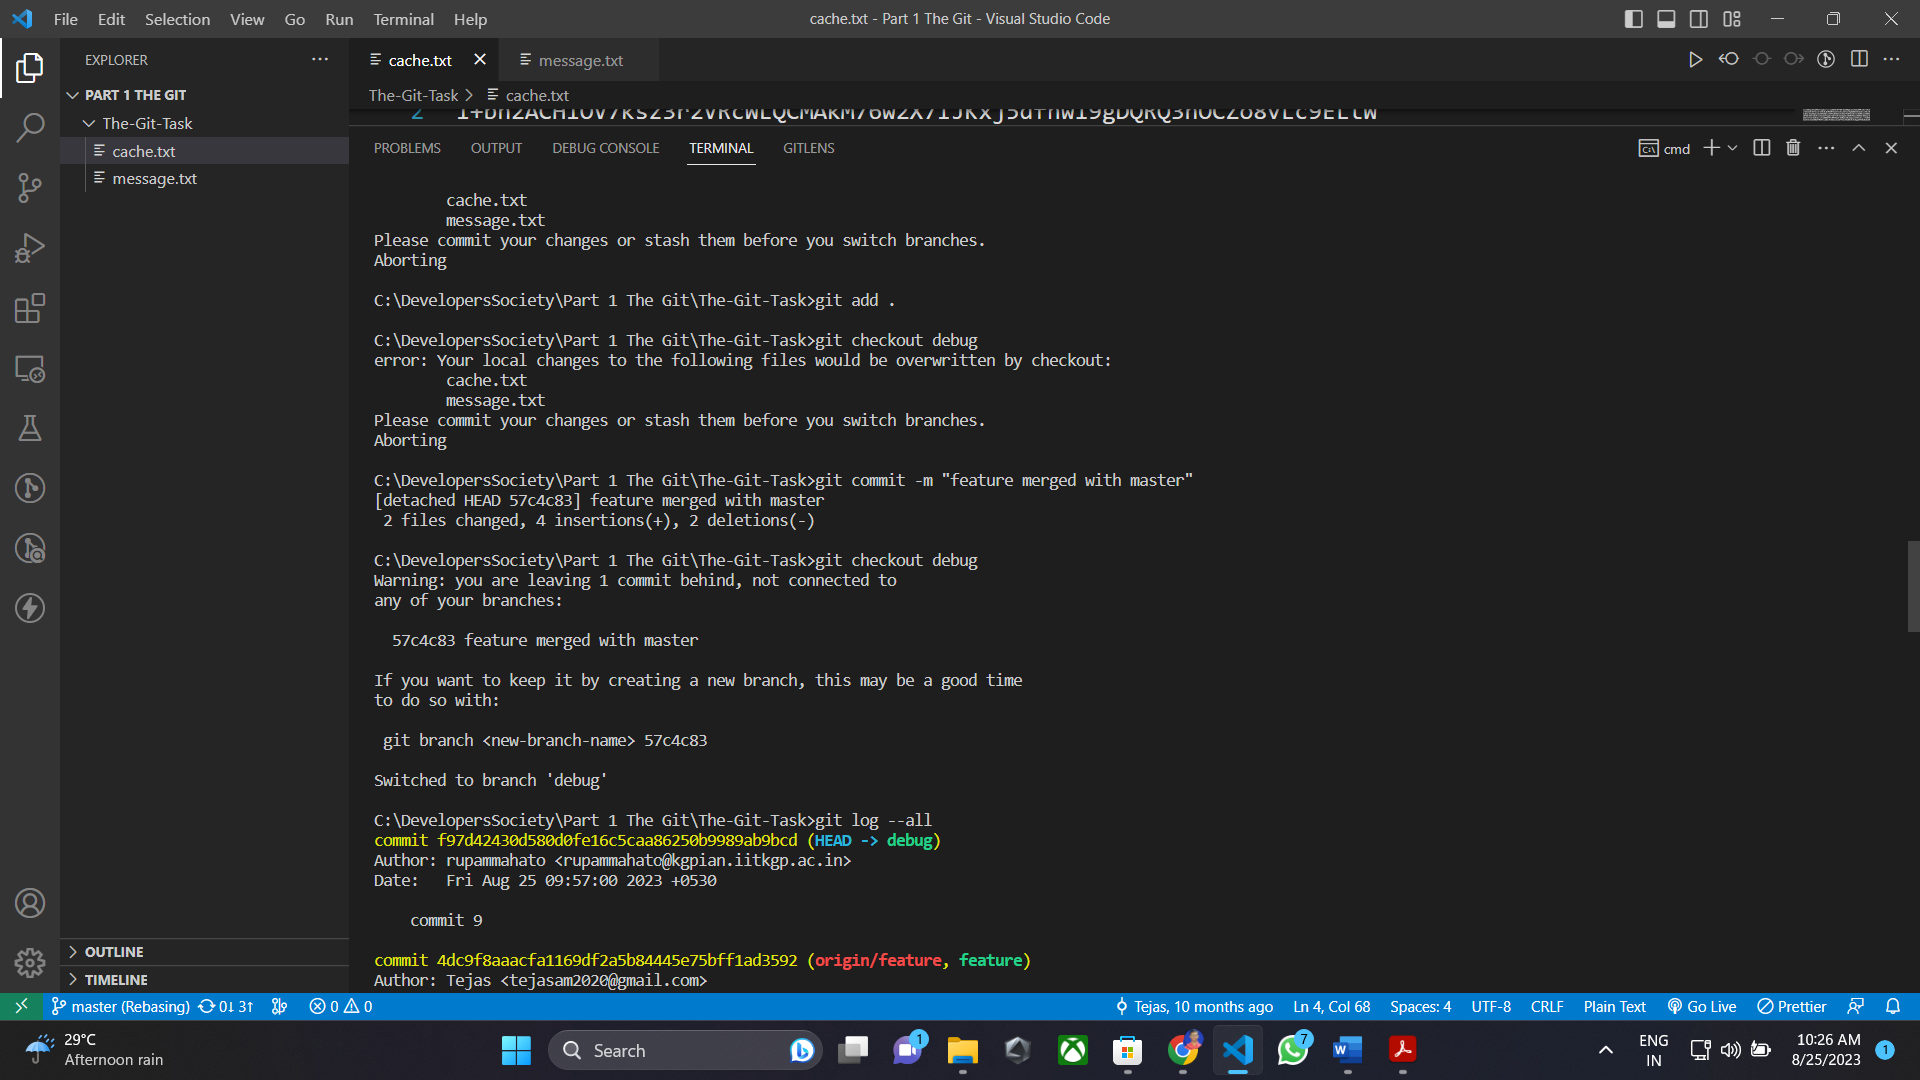 File Edit Selection View Go Run Terminal Help
cache.txt - Part 1 The Git - Visual Studio Code
EXPLORER
PART 1 THE GIT
The-Git-Task
cache.txt
message.txt
OUTLINE
TIMELINE
cache.txt message.txt
The-Git-Task > cache.txt
2
PROBLEMS OUTPUT DEBUG CONSOLE TERMINAL GITLENS
cmd
cache.txt
message.txt
Please commit your changes or stash them before you switch branches.
Aborting
C:\DevelopersSociety\Part 1 The Git\The-Git-Task>git add .
C:\DevelopersSociety\Part 1 The Git\The-Git-Task>git checkout debug
error: Your local changes to the following files would be overwritten by checkout:
cache.txt
message.txt
Please commit your changes or stash them before you switch branches.
Aborting
C:\DevelopersSociety\Part 1 The Git\The-Git-Task>git commit -m "feature merged with master"
[detached HEAD 57c4c83] feature merged with master
2 files changed, 4 insertions(+), 2 deletions(-)
C:\DevelopersSociety\Part 1 The Git\The-Git-Task>git checkout debug
Warning: you are leaving 1 commit behind, not connected to
any of your branches:
57c4c83 feature merged with master
If you want to keep it by creating a new branch, this may be a good time
to do so with:
git branch <new-branch-name> 57c4c83
Switched to branch 'debug'
C:\DevelopersSociety\Part 1 The Git\The-Git-Task>git log --all
commit f97d42430d580d0fe16c5caa86250b9989ab9bcd (HEAD -> debug)
Author: rupammahato <rupammahato@kgpian.iitkgp.ac.in>
Date:   Fri Aug 25 09:57:00 2023 +0530
commit 9
commit 4dc9f8aaacfa1169df2a5b84445e75bff1ad3592 (origin/feature, feature)
Author: Tejas <tejasam2020@gmail.com>
master (Rebasing) 0↓ 3↑ 0 0
Tejas, 10 months ago Ln 4, Col 68 Spaces: 4 UTF-8 CRLF Plain Text Go Live Prettier
29°C
Afternoon rain
Search
1
7
ENG
IN
10:26 AM
8/25/2023
1